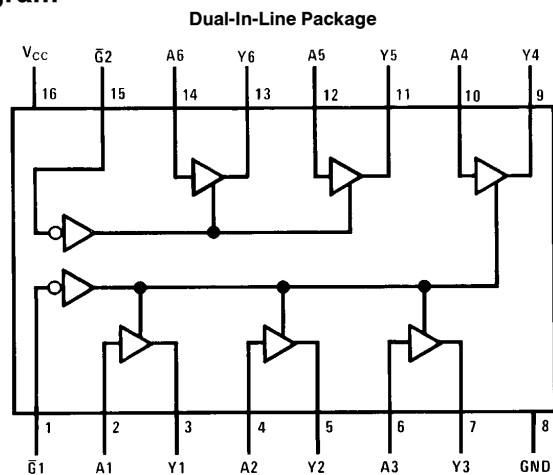 Dual-In-Line Package
VCC G̅2 A6 Y6 A5 Y5 A4 Y4
16 15 14 13 12 11 10 9
1 2 3 4 5 6 7 8
G̅1 A1 Y1 A2 Y2 A3 Y3 GND